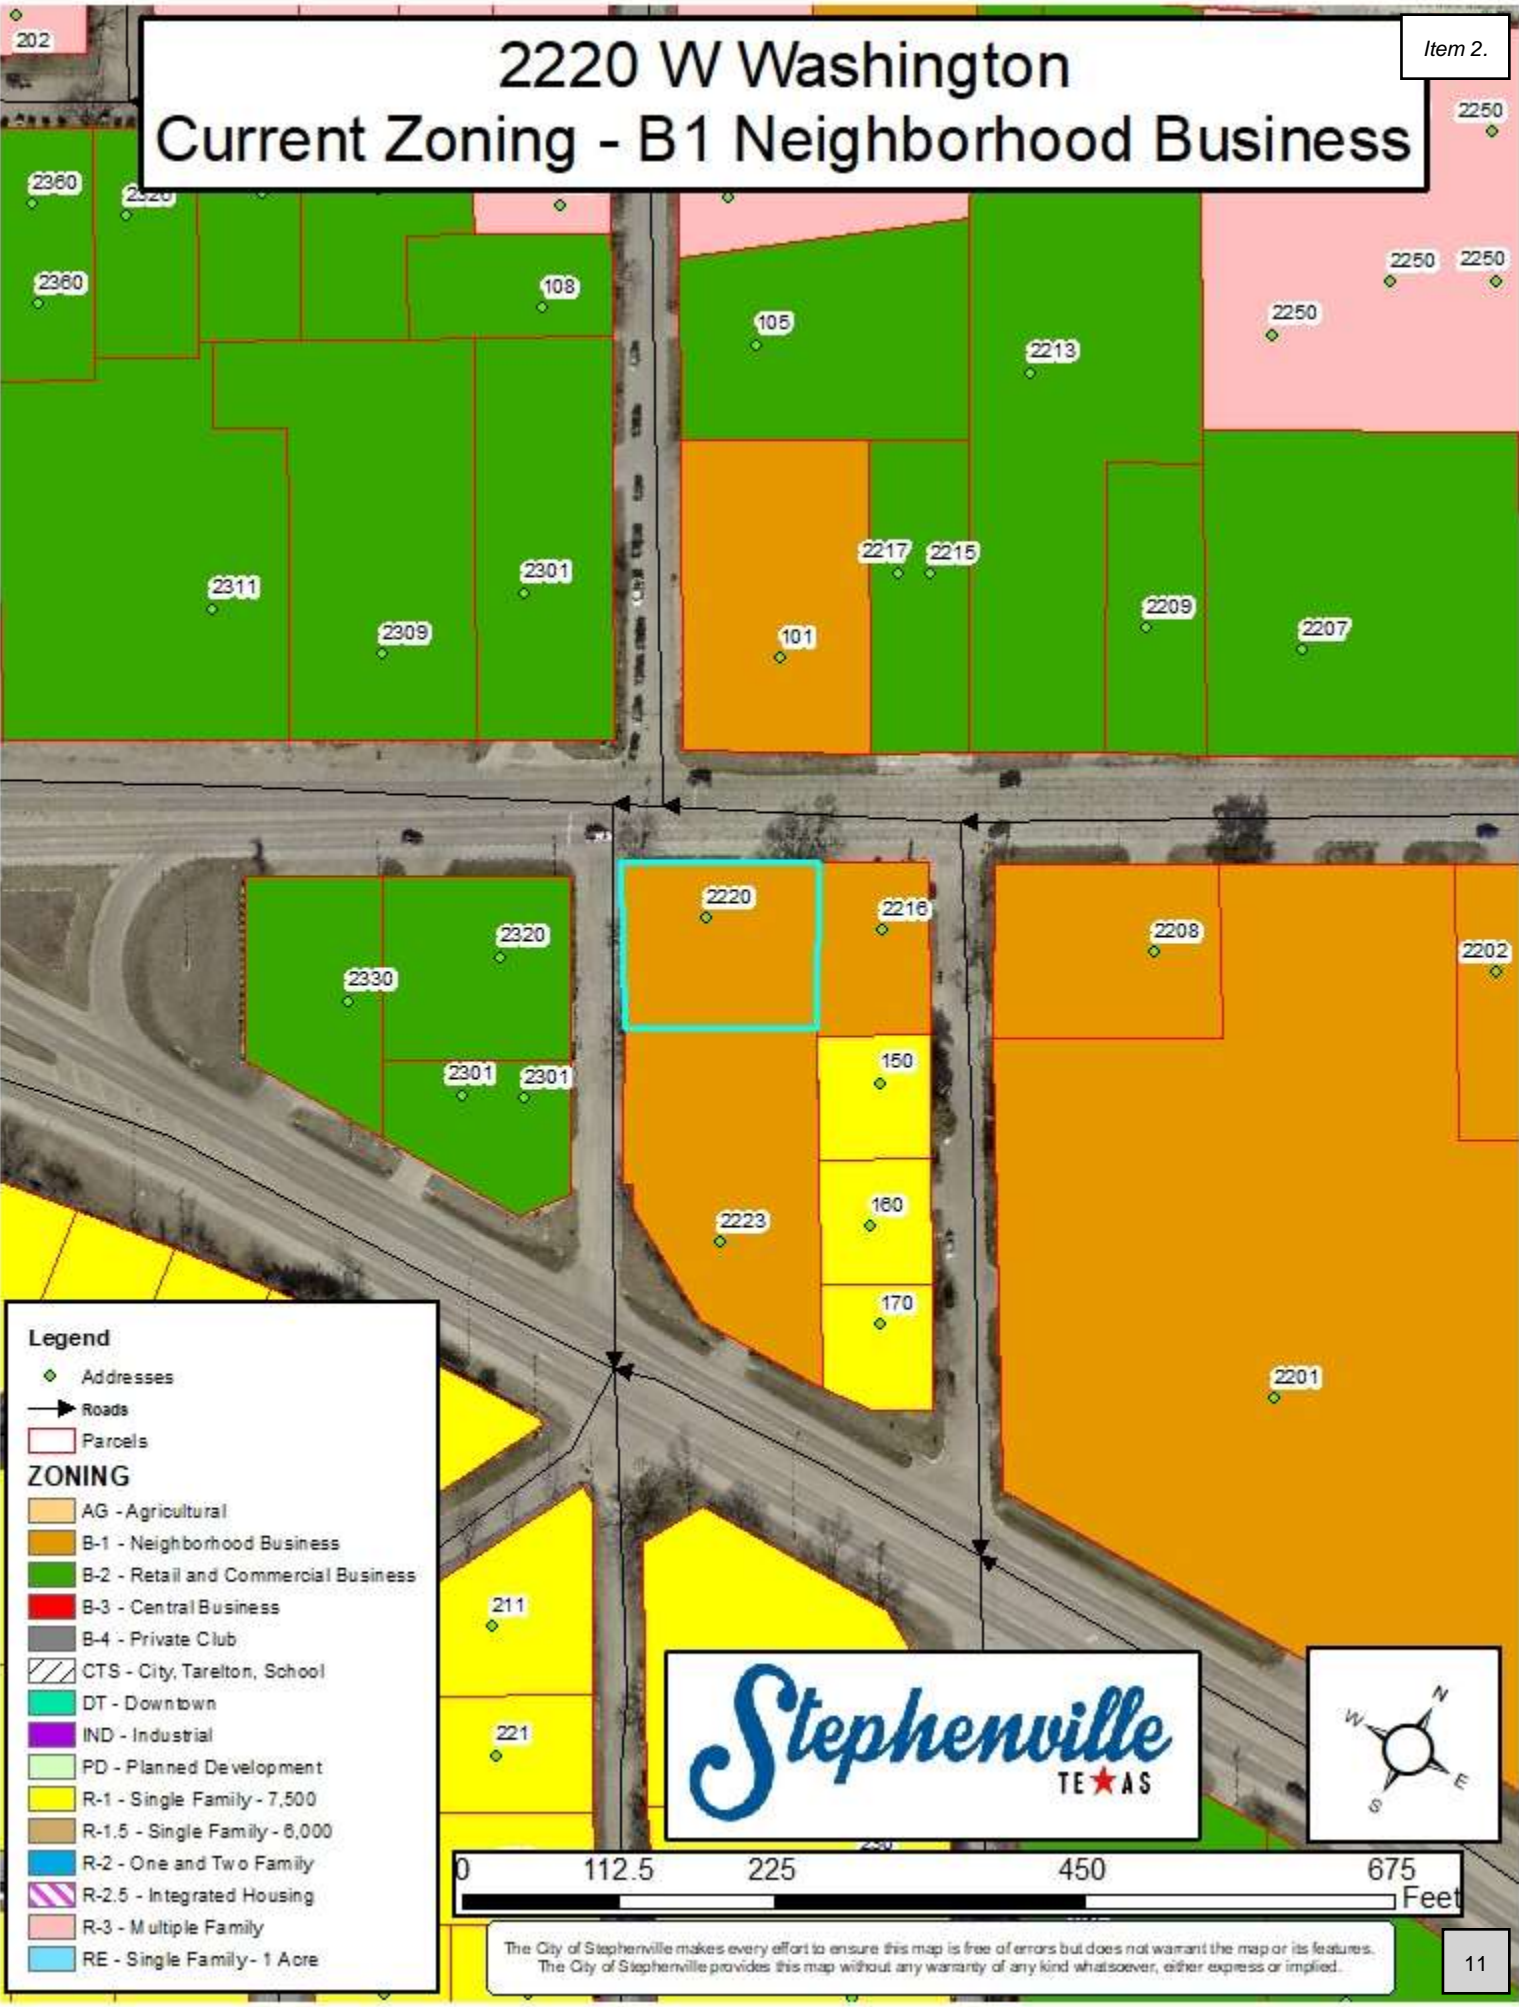 202
2220 W Washington
Current Zoning - B1 Neighborhood Business
Item 2.
2250
2360
2320
2360
108
105
2213
2250
2250
2250
2311
2309
2301
2217
2215
101
2209
2207
2220
2216
2208
2202
2320
2330
2301
2301
150
160
2223
170
2201
211
221
Legend
Addresses
Roads
Parcels
ZONING
AG - Agricultural
B-1 - Neighborhood Business
B-2 - Retail and Commercial Business
B-3 - Central Business
B-4 - Private Club
CTS - City, Tarelton, School
DT - Downtown
IND - Industrial
PD - Planned Development
R-1 - Single Family - 7,500
R-1.5 - Single Family - 6,000
R-2 - One and Two Family
R-2.5 - Integrated Housing
R-3 - Multiple Family
RE - Single Family - 1 Acre
Stephenville
TEXAS
N
W
E
S
0 112.5 225 450 675
Feet
The City of Stephenville makes every effort to ensure this map is free of errors but does not warrant the map or its features.
The City of Stephenville provides this map without any warranty of any kind whatsoever, either express or implied.
11